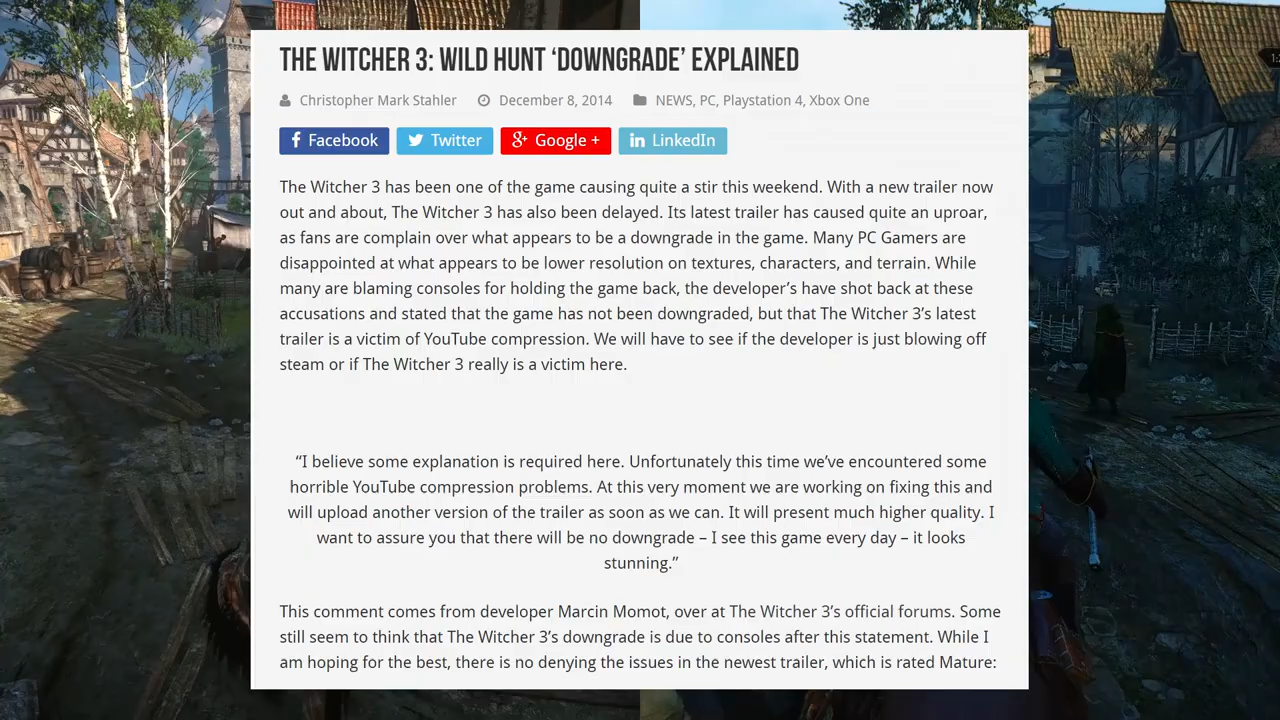 THE WITCHER 3: WILD HUNT ‘DOWNGRADE’ EXPLAINED
Christopher Mark Stahler December 8, 2014 NEWS, PC, Playstation 4, Xbox One
Facebook Twitter Google + LinkedIn
The Witcher 3 has been one of the game causing quite a stir this weekend. With a new trailer now
out and about, The Witcher 3 has also been delayed. Its latest trailer has caused quite an uproar,
as fans are complain over what appears to be a downgrade in the game. Many PC Gamers are
disappointed at what appears to be lower resolution on textures, characters, and terrain. While
many are blaming consoles for holding the game back, the developer’s have shot back at these
accusations and stated that the game has not been downgraded, but that The Witcher 3’s latest
trailer is a victim of YouTube compression. We will have to see if the developer is just blowing off
steam or if The Witcher 3 really is a victim here.
“I believe some explanation is required here. Unfortunately this time we’ve encountered some
horrible YouTube compression problems. At this very moment we are working on fixing this and
will upload another version of the trailer as soon as we can. It will present much higher quality. I
want to assure you that there will be no downgrade – I see this game every day – it looks
stunning.”
This comment comes from developer Marcin Momot, over at The Witcher 3’s official forums. Some
still seem to think that The Witcher 3’s downgrade is due to consoles after this statement. While I
am hoping for the best, there is no denying the issues in the newest trailer, which is rated Mature: